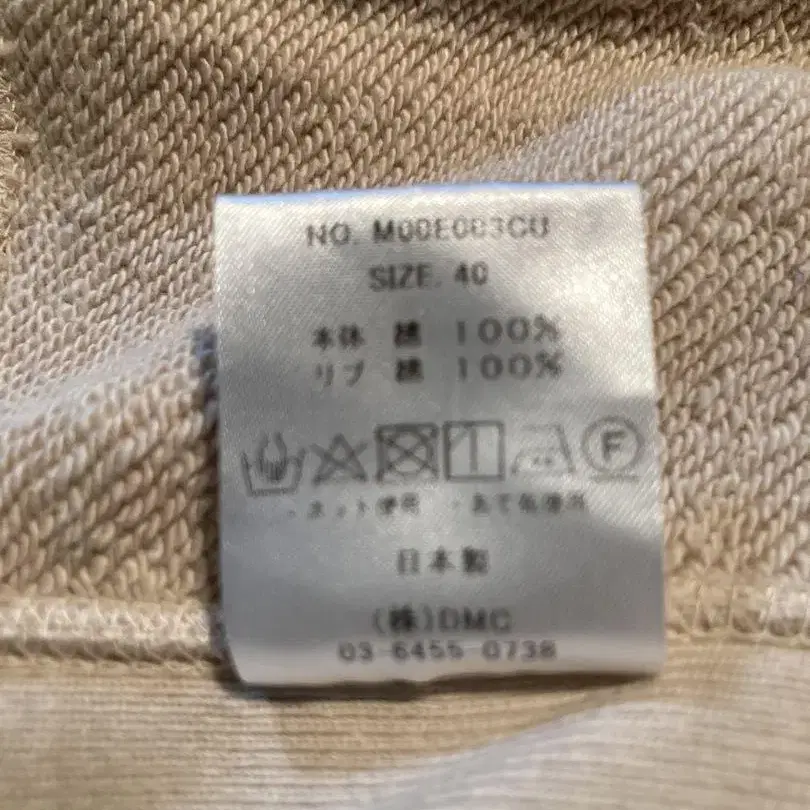 NO. M00E003CU
SIZE. 40
本体 綿 100%
リブ 綿 100%
F
・ネット使用 ・あて布使用
日本製
(株)DMC
03 6455 0738